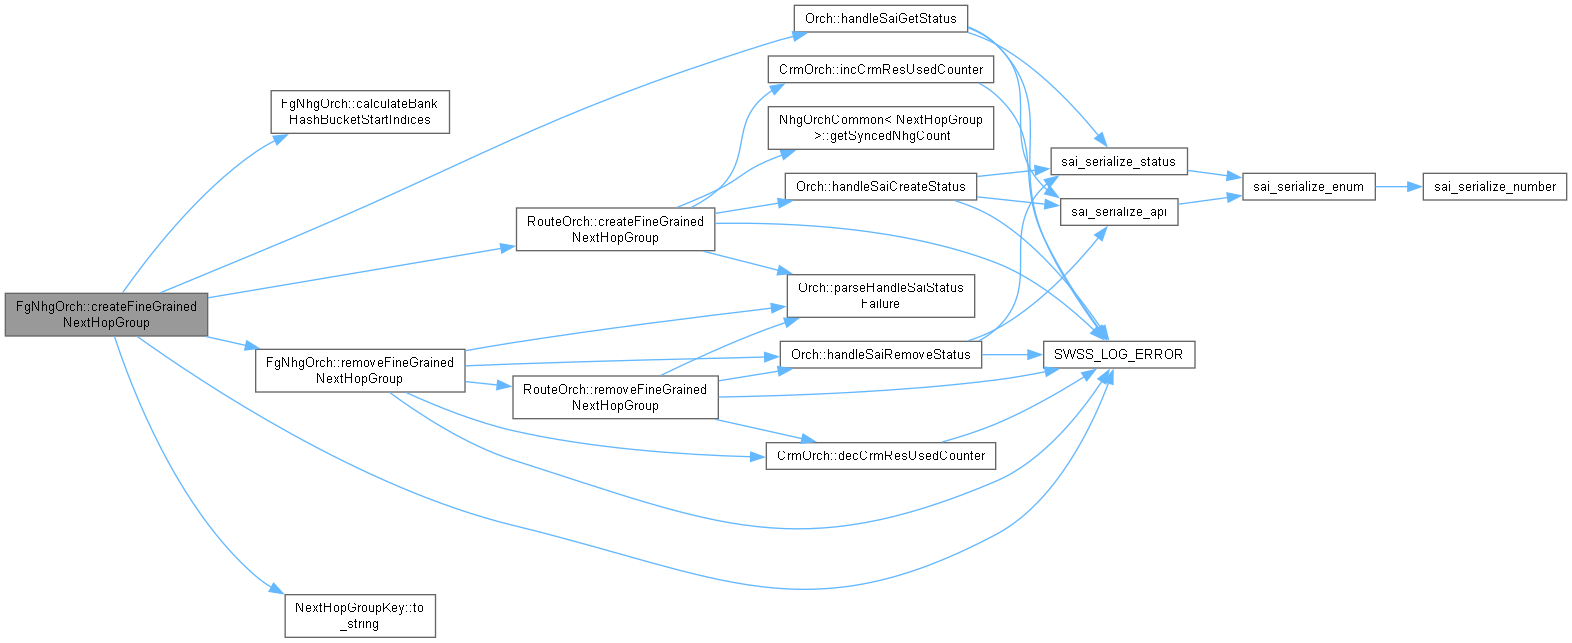 Orch::handleSaiGetStatus
CrmOrch::incCrmResUsedCounter
FgNhgOrch::calculateBank
HashBucketStartIndices
NhgOrchCommon< NextHopGroup
>::getSyncedNhgCount
sai_serialize_status
Orch::handleSaiCreateStatus
sai_serialize_enum
sai_serialize_number
sai_serialize_api
RouteOrch::createFineGrained
NextHopGroup
Orch::parseHandleSaiStatus
Failure
FgNhgOrch::createFineGrained
NextHopGroup
Orch::handleSaiRemoveStatus
SWSS_LOG_ERROR
FgNhgOrch::removeFineGrained
NextHopGroup
RouteOrch::removeFineGrained
NextHopGroup
CrmOrch::decCrmResUsedCounter
NextHopGroupKey::to
_string